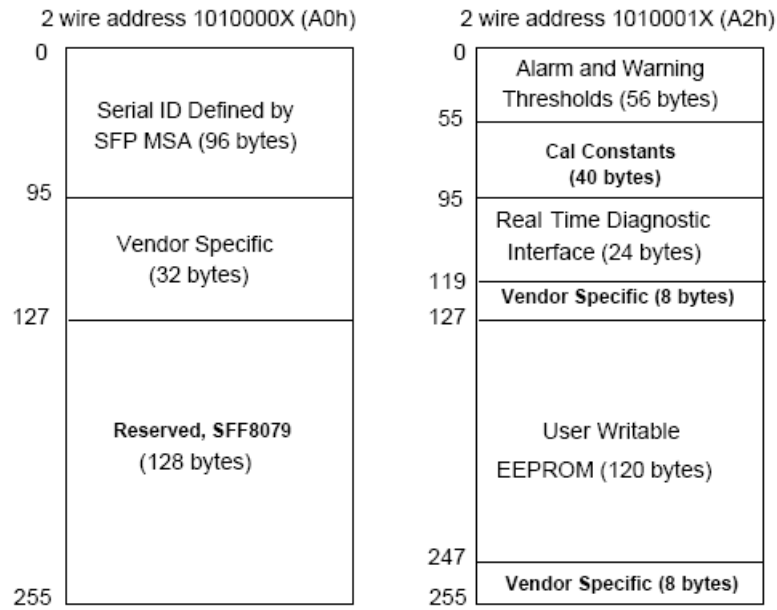 2 wire address 1010000X (A0h)
0
Serial ID Defined by
SFP MSA (96 bytes)
95
Vendor Specific
(32 bytes)
127
Reserved, SFF8079
(128 bytes)
255
2 wire address 1010001X (A2h)
0
Alarm and Warning
Thresholds (56 bytes)
55
Cal Constants
(40 bytes)
95
Real Time Diagnostic
Interface (24 bytes)
119
Vendor Specific (8 bytes)
127
User Writable
EEPROM (120 bytes)
247
Vendor Specific (8 bytes)
255